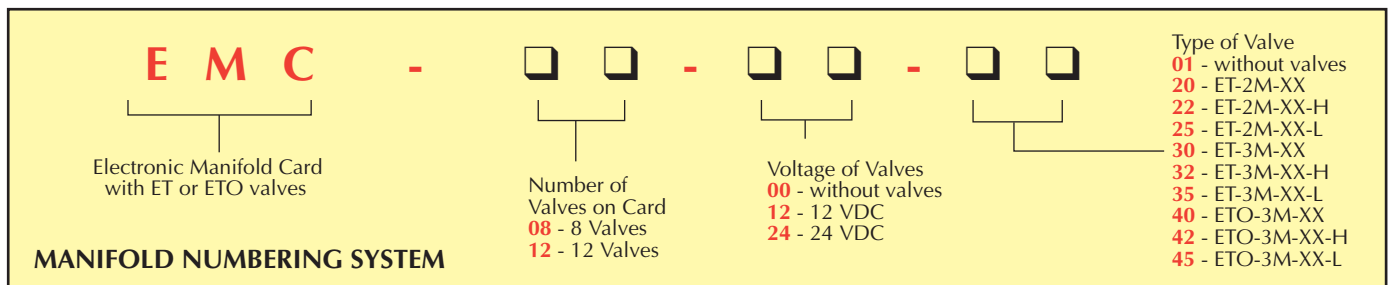 E M C - ❑ ❑ - ❑ ❑ - ❑ ❑
Electronic Manifold Card
with ET or ETO valves
Number of
Valves on Card
08 - 8 Valves
12 - 12 Valves
Voltage of Valves
00 - without valves
12 - 12 VDC
24 - 24 VDC
Type of Valve
01 - without valves
20 - ET-2M-XX
22 - ET-2M-XX-H
25 - ET-2M-XX-L
30 - ET-3M-XX
32 - ET-3M-XX-H
35 - ET-3M-XX-L
40 - ETO-3M-XX
42 - ETO-3M-XX-H
45 - ETO-3M-XX-L
MANIFOLD NUMBERING SYSTEM